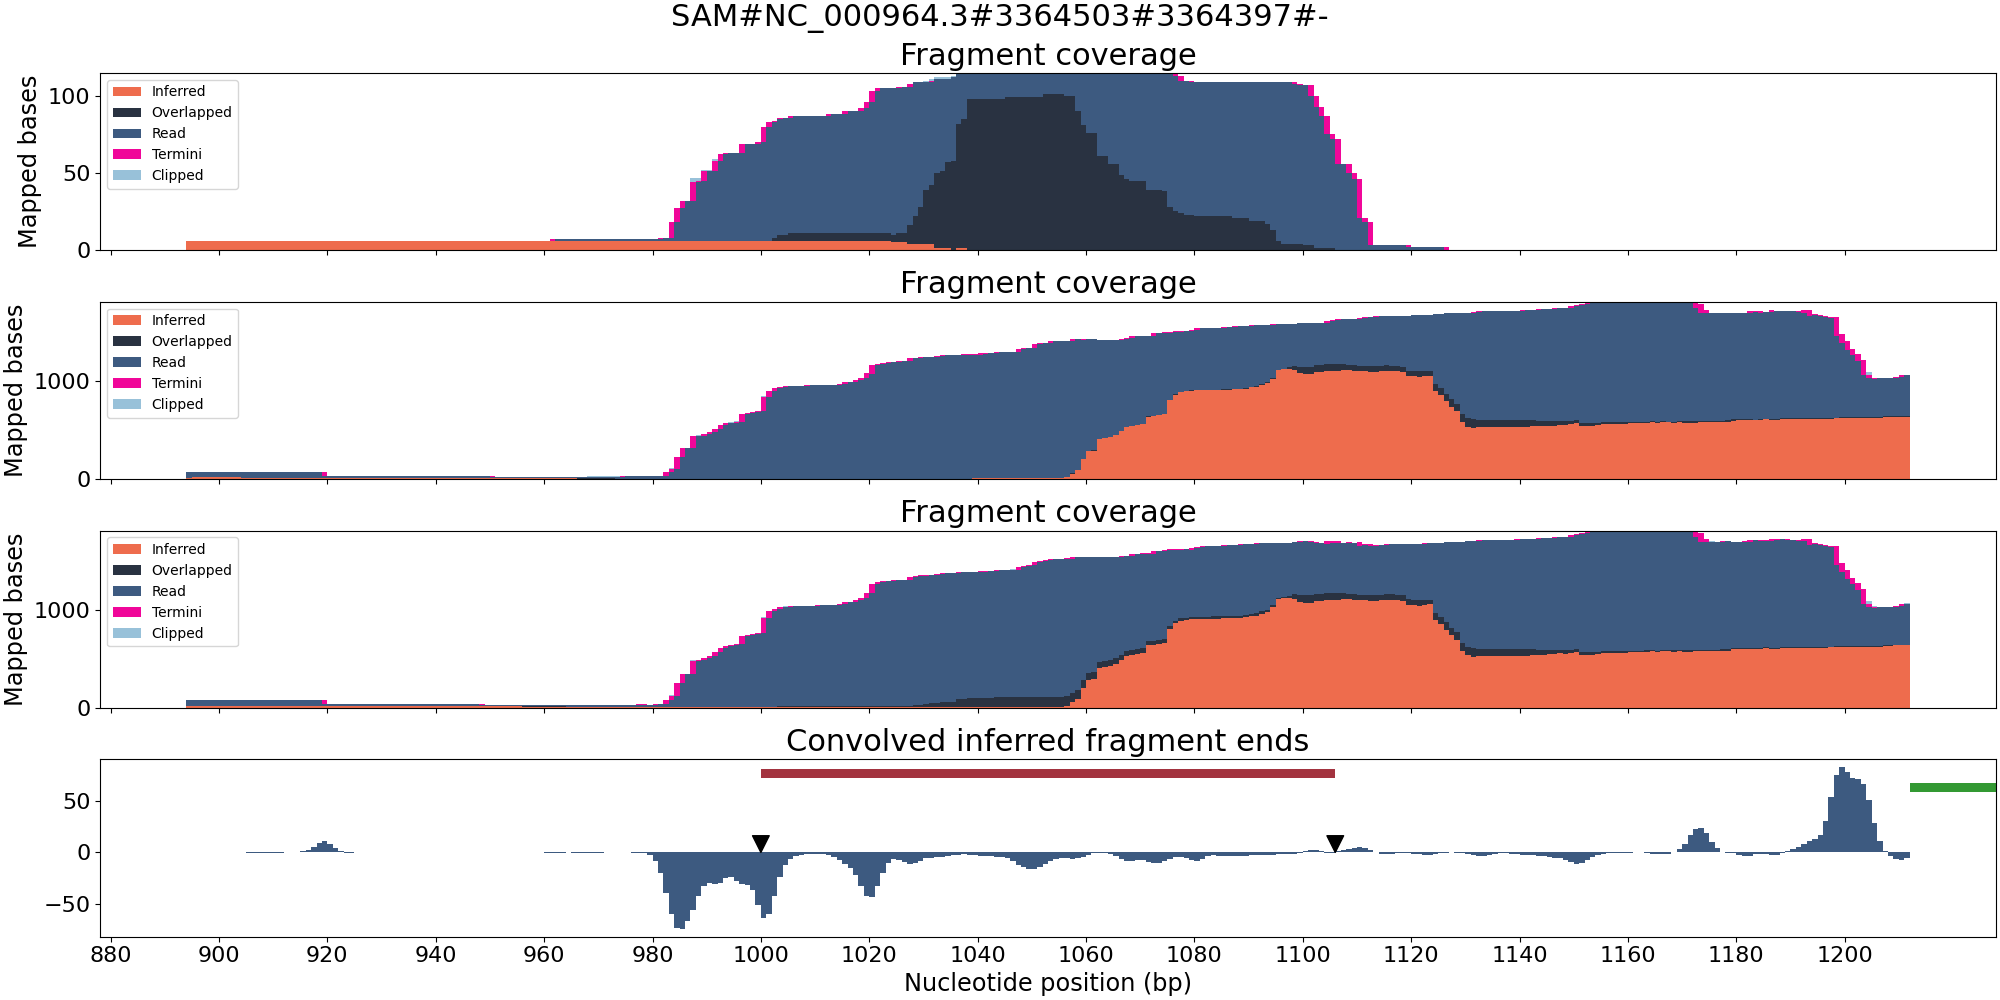 SAM#NC_000964.3#3364503#3364397#-
Fragment coverage
Mapped bases
100
50
0
Inferred
Overlapped
Read
Termini
Clipped
Fragment coverage
Mapped bases
1000
0
Inferred
Overlapped
Read
Termini
Clipped
Fragment coverage
Mapped bases
1000
0
Inferred
Overlapped
Read
Termini
Clipped
Convolved inferred fragment ends
50
0
−50
880 900 920 940 960 980 1000 1020 1040 1060 1080 1100 1120 1140 1160 1180 1200
Nucleotide position (bp)